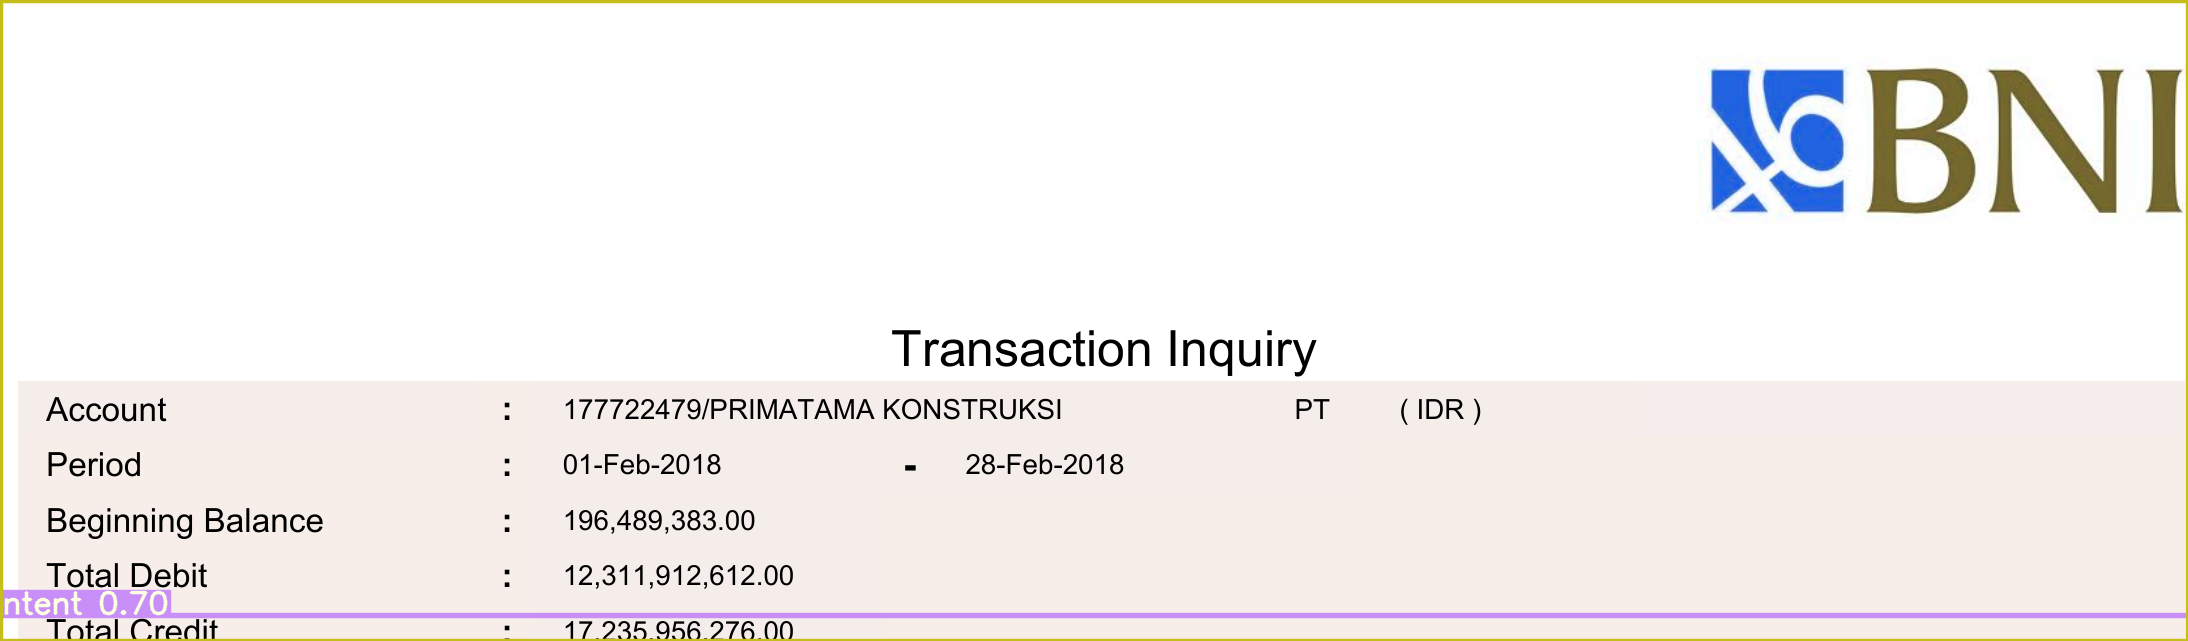 BNI
Transaction Inquiry
Account : 177722479/PRIMATAMA KONSTRUKSI PT ( IDR )
Period : 01-Feb-2018 - 28-Feb-2018
Beginning Balance : 196,489,383.00
Total Debit : 12,311,912,612.00
ntent 0.70
Total Credit : 17,235,956,276.00